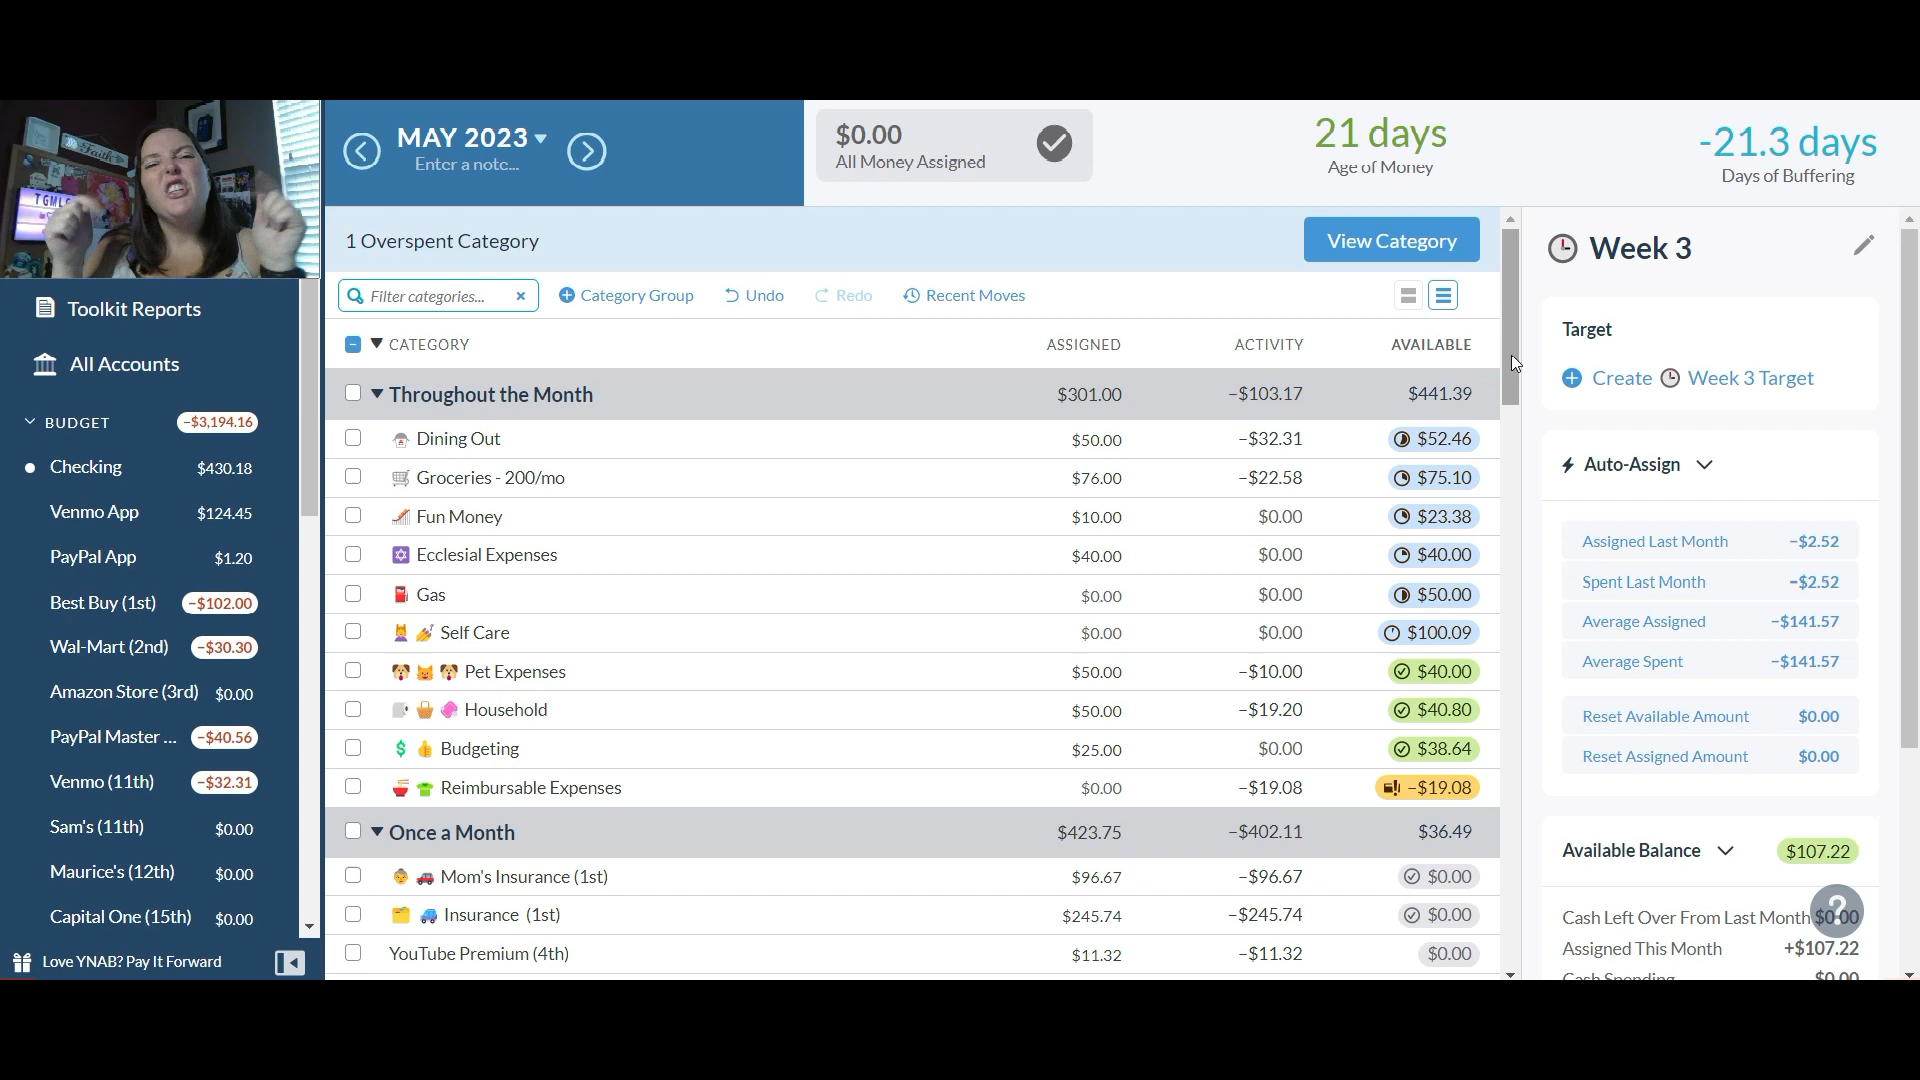 Faith
TGMLG
MAY 2023
Enter a note...
$0.00
All Money Assigned
21 days
Age of Money
-21.3 days
Days of Buffering
Toolkit Reports
All Accounts
BUDGET −$3,194.16
Checking $430.18
Venmo App $124.45
PayPal App $1.20
Best Buy (1st) −$102.00
Wal-Mart (2nd) −$30.30
Amazon Store (3rd) $0.00
PayPal Master ... −$40.56
Venmo (11th) −$32.31
Sam's (11th) $0.00
Maurice's (12th) $0.00
Capital One (15th) $0.00
Love YNAB? Pay It Forward
1 Overspent Category View Category
Filter categories... Category Group Undo Redo Recent Moves
CATEGORY ASSIGNED ACTIVITY AVAILABLE
Throughout the Month $301.00 −$103.17 $441.39
Dining Out $50.00 −$32.31 $52.46
Groceries - 200/mo $76.00 −$22.58 $75.10
Fun Money $10.00 $0.00 $23.38
Ecclesial Expenses $40.00 $0.00 $40.00
Gas $0.00 $0.00 $50.00
Self Care $0.00 $0.00 $100.09
Pet Expenses $50.00 −$10.00 $40.00
Household $50.00 −$19.20 $40.80
Budgeting $25.00 $0.00 $38.64
Reimbursable Expenses $0.00 −$19.08 −$19.08
Once a Month $423.75 −$402.11 $36.49
Mom's Insurance (1st) $96.67 −$96.67 $0.00
Insurance (1st) $245.74 −$245.74 $0.00
YouTube Premium (4th) $11.32 −$11.32 $0.00
Week 3
Target
Create Week 3 Target
Auto-Assign
Assigned Last Month −$2.52
Spent Last Month −$2.52
Average Assigned −$141.57
Average Spent −$141.57
Reset Available Amount $0.00
Reset Assigned Amount $0.00
Available Balance $107.22
Cash Left Over From Last Month $0.00
Assigned This Month +$107.22
Cash Spending $0.00